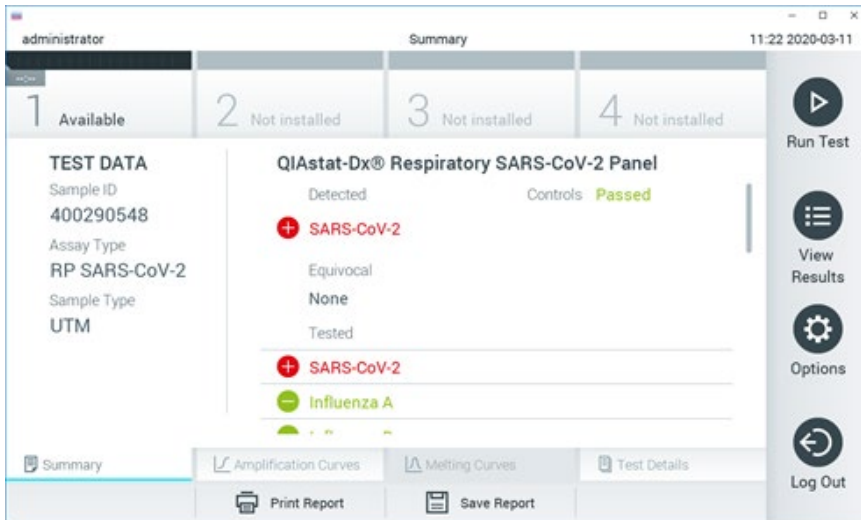 administrator
Summary
11:22 2020-03-11
--:--
1 Available
2 Not installed
3 Not installed
4 Not installed
Run Test
View
Results
Options
Log Out
TEST DATA
Sample ID
400290548
Assay Type
RP SARS-CoV-2
Sample Type
UTM
QIAstat-Dx® Respiratory SARS-CoV-2 Panel
Detected
Controls Passed
SARS-CoV-2
Equivocal
None
Tested
SARS-CoV-2
Influenza A
Summary
Amplification Curves
Melting Curves
Test Details
Print Report
Save Report